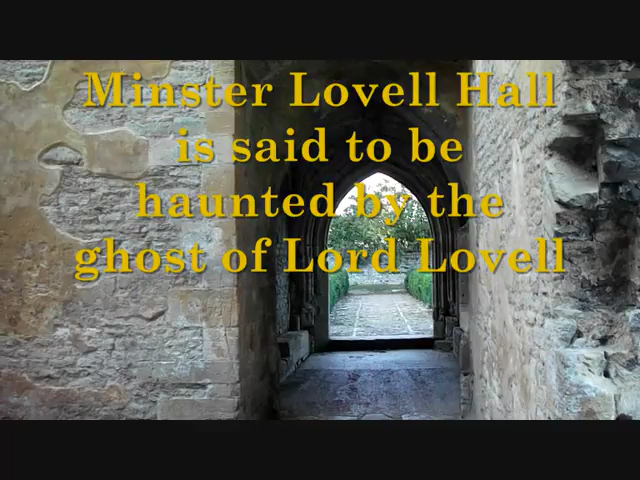 Minster Lovell Hall
is said to be
haunted by the
ghost of Lord Lovell